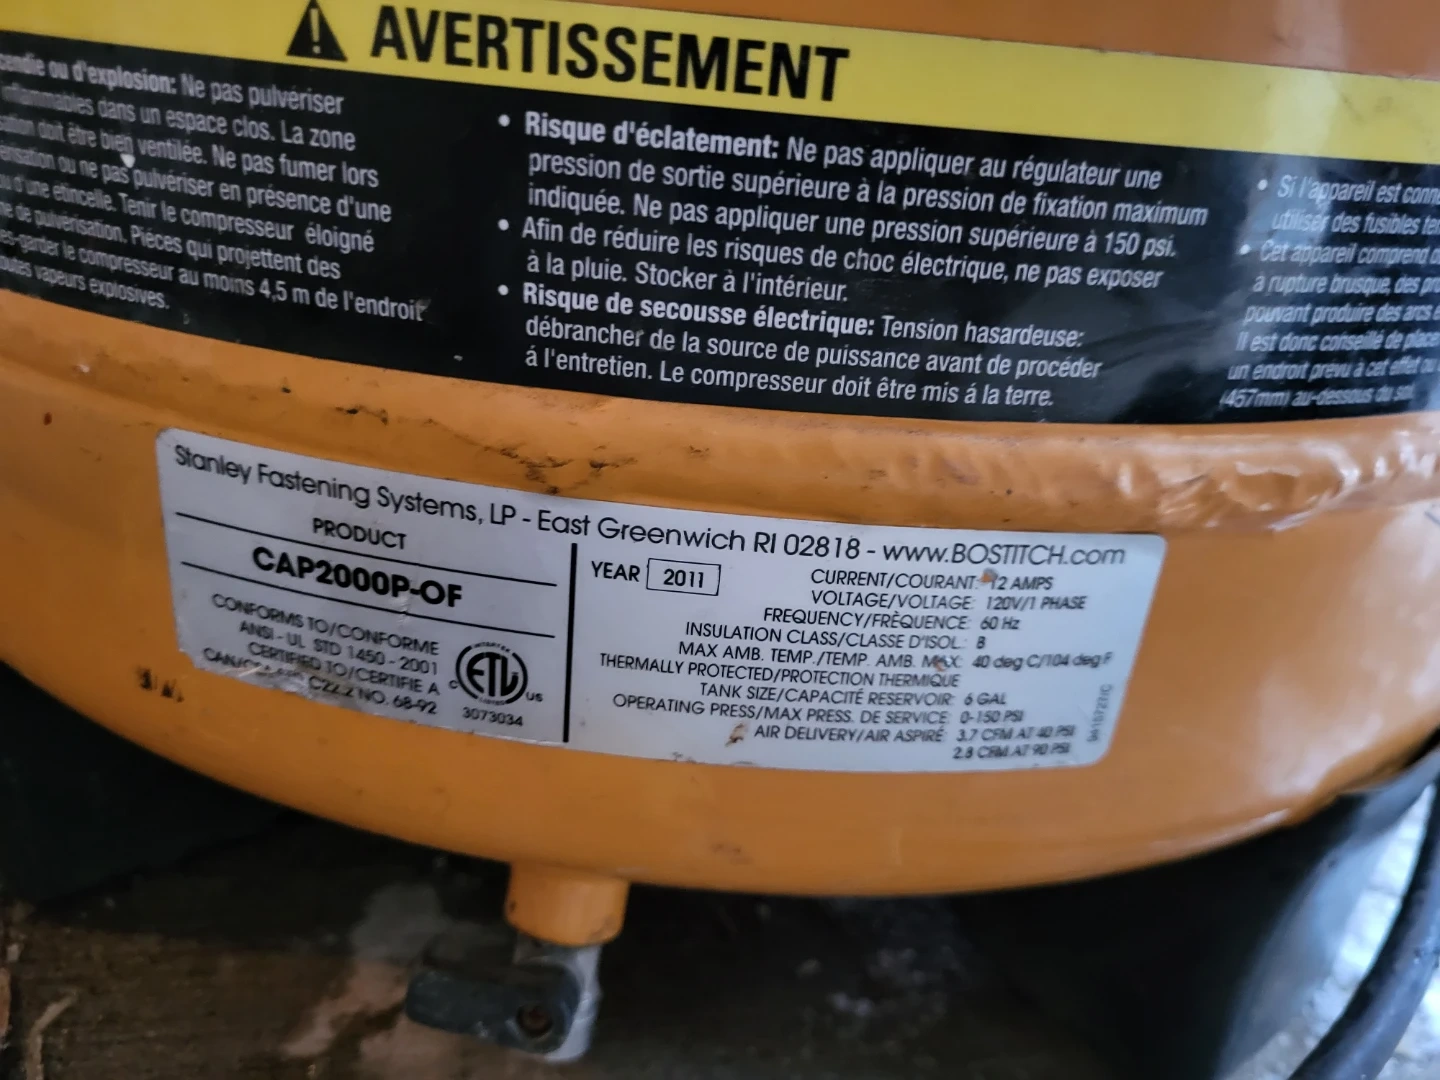 AVERTISSEMENT
ou d'explosion: Ne pas pulvériser
inflammables dans un espace clos. La zone
doit être bien ventilée. Ne pas fumer lors
ou ne pas pulvériser en présence d'une
d'une étincelle. Tenir le compresseur éloigné
de pulvérisation. Pièces qui projettent des
garder le compresseur au moins 4,5 m de l'endroit
vapeurs explosives.
• Risque d'éclatement: Ne pas appliquer au régulateur une
pression de sortie supérieure à la pression de fixation maximum
indiquée. Ne pas appliquer une pression supérieure à 150 psi.
• Afin de réduire les risques de choc électrique, ne pas exposer
à la pluie. Stocker à l'intérieur.
• Risque de secousse électrique: Tension hasardeuse:
débrancher de la source de puissance avant de procéder
á l'entretien. Le compresseur doit être mis á la terre.
• Si l'appareil est
utiliser des fusibles
• Cet appareil comprend
a rupture brusque, des
pouvant produire des arcs
Il est donc conseillé de
un endroit prevu à cet effet ou
(457mm) au-dessous du sol.
Stanley Fastening Systems, LP - East Greenwich RI 02818 - www.BOSTITCH.com
PRODUCT
CAP2000P-OF
CONFORMS TO/CONFORME
ANSI - UL STD 1450 - 2001
CERTIFIED TO/CERTIFIE A
C22.2 NO. 68-92
C ETL US
3073034
YEAR 2011
CURRENT/COURANT: 12 AMPS
VOLTAGE/VOLTAGE: 120V/1 PHASE
FREQUENCY/FRÈQUENCE: 60 Hz
INSULATION CLASS/CLASSE D'ISOL.: B
MAX AMB. TEMP./TEMP. AMB. MAX: 40 deg C/104 deg F
THERMALLY PROTECTED/PROTECTION THERMIQUE
TANK SIZE/CAPACITÉ RESERVOIR: 6 GAL
OPERATING PRESS/MAX PRESS. DE SERVICE: 0-150 PSI
AIR DELIVERY/AIR ASPIRÉ: 3.7 CFM AT 40 PSI
2.8 CFM AT 90 PSI